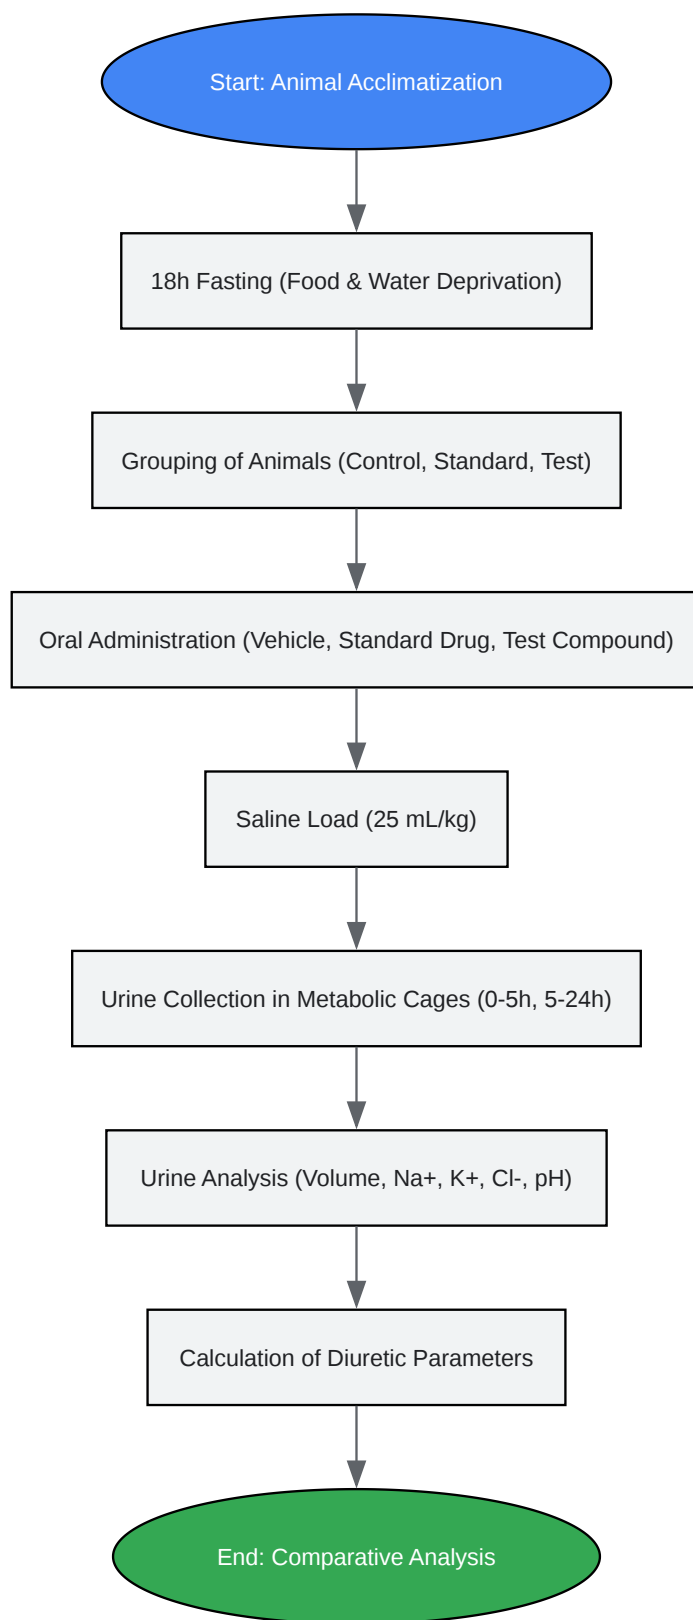 Start: Animal Acclimatization
18h Fasting (Food & Water Deprivation)
Grouping of Animals (Control, Standard, Test)
Oral Administration (Vehicle, Standard Drug, Test Compound)
Saline Load (25 mL/kg)
Urine Collection in Metabolic Cages (0-5h, 5-24h)
Urine Analysis (Volume, Na+, K+, Cl-, pH)
Calculation of Diuretic Parameters
End: Comparative Analysis